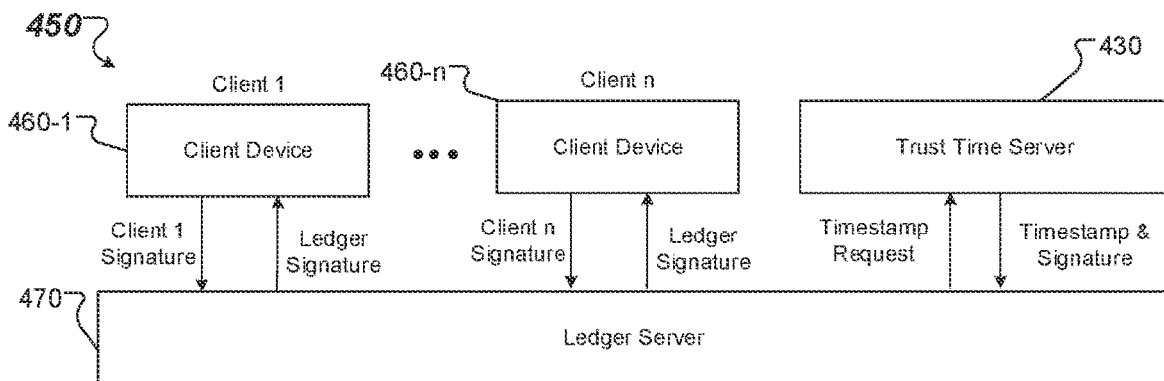 450
430
460-n
Client 1
Client n
460-1
Client Device
Client Device
Trust Time Server
Client 1
Signature
Ledger
Signature
Client n
Signature
Ledger
Signature
Timestamp
Request
Timestamp &
Signature
470
Ledger Server